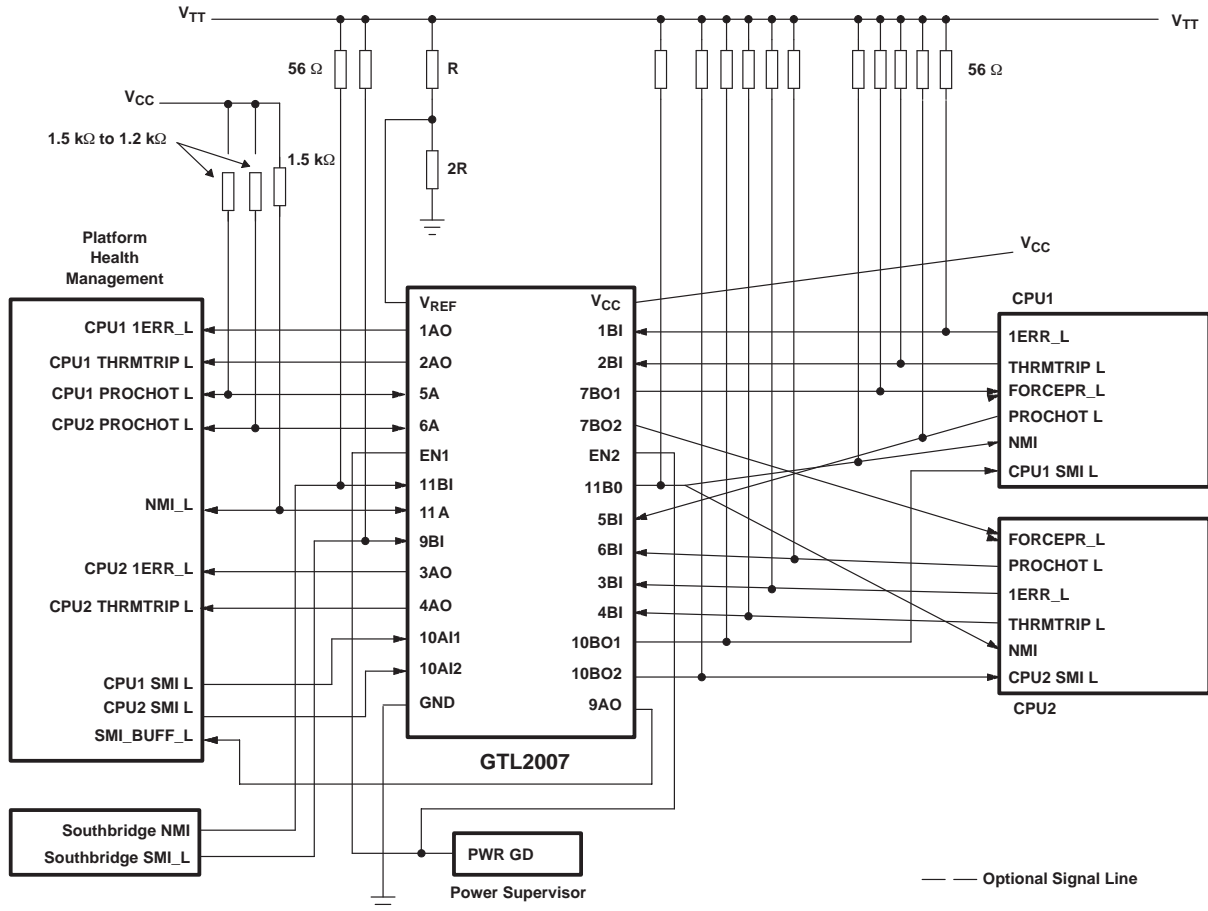 VTT
VTT
56 Ω
R
56 Ω
VCC
1.5 kΩ to 1.2 kΩ
1.5 kΩ
2R
Platform
Health
Management
CPU1 1ERR_L
CPU1 THRMTRIP L
CPU1 PROCHOT L
CPU2 PROCHOT L
NMI_L
CPU2 1ERR_L
CPU2 THRMTRIP L
CPU1 SMI L
CPU2 SMI L
SMI_BUFF_L
VREF
1AO
2AO
5A
6A
EN1
11BI
11A
9BI
3AO
4AO
10AI1
10AI2
GND
VCC
1BI
2BI
7BO1
7BO2
EN2
11B0
5BI
6BI
3BI
4BI
10BO1
10BO2
9AO
GTL2007
VCC
CPU1
1ERR_L
THRMTRIP L
FORCEPR_L
PROCHOT L
NMI
CPU1 SMI L
FORCEPR_L
PROCHOT L
1ERR_L
THRMTRIP L
NMI
CPU2 SMI L
CPU2
Southbridge NMI
Southbridge SMI_L
PWR GD
Power Supervisor
Optional Signal Line